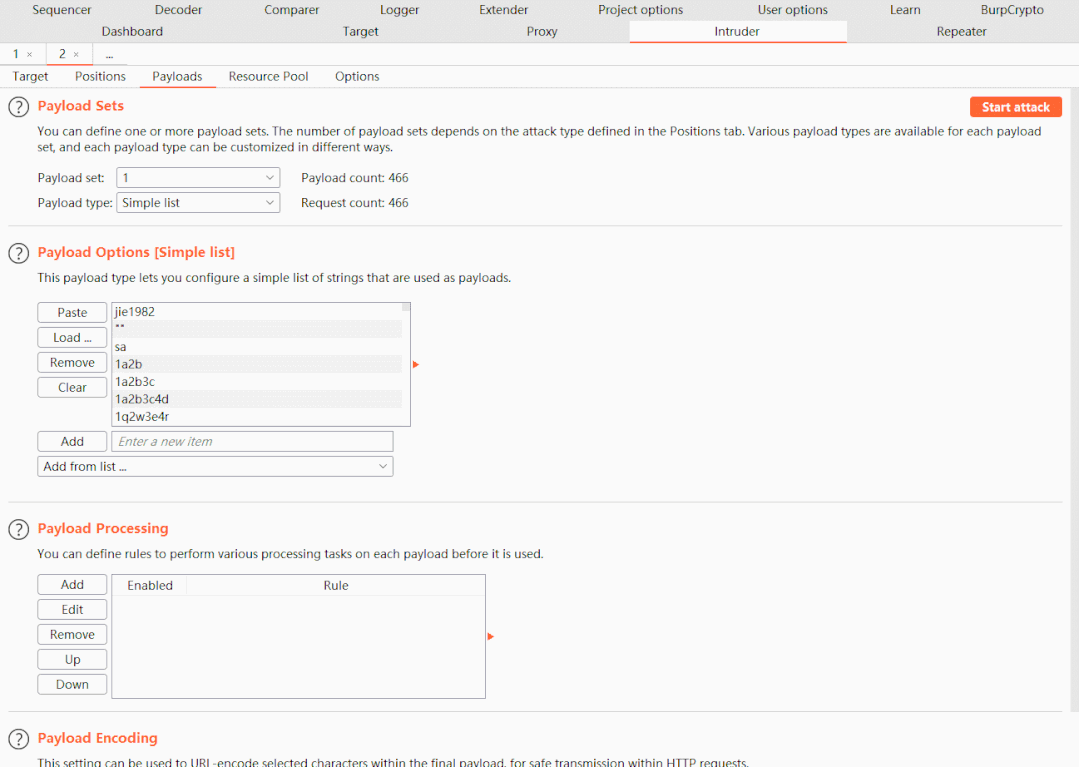 Sequencer Decoder Comparer Logger Extender Project options User options Learn BurpCrypto
Dashboard Target Proxy Intruder Repeater
1 × 2 × ...
Target Positions Payloads Resource Pool Options
? Payload Sets Start attack
You can define one or more payload sets. The number of payload sets depends on the attack type defined in the Positions tab. Various payload types are available for each payload
set, and each payload type can be customized in different ways.
Payload set: 1 Payload count: 466
Payload type: Simple list Request count: 466
? Payload Options [Simple list]
This payload type lets you configure a simple list of strings that are used as payloads.
Paste jie1982
""
Load ... sa
Remove 1a2b
Clear 1a2b3c
1a2b3c4d
1q2w3e4r
Add Enter a new item
Add from list ...
? Payload Processing
You can define rules to perform various processing tasks on each payload before it is used.
Add Enabled Rule
Edit
Remove
Up
Down
? Payload Encoding
This setting can be used to URL-encode selected characters within the final payload, for safe transmission within HTTP requests.